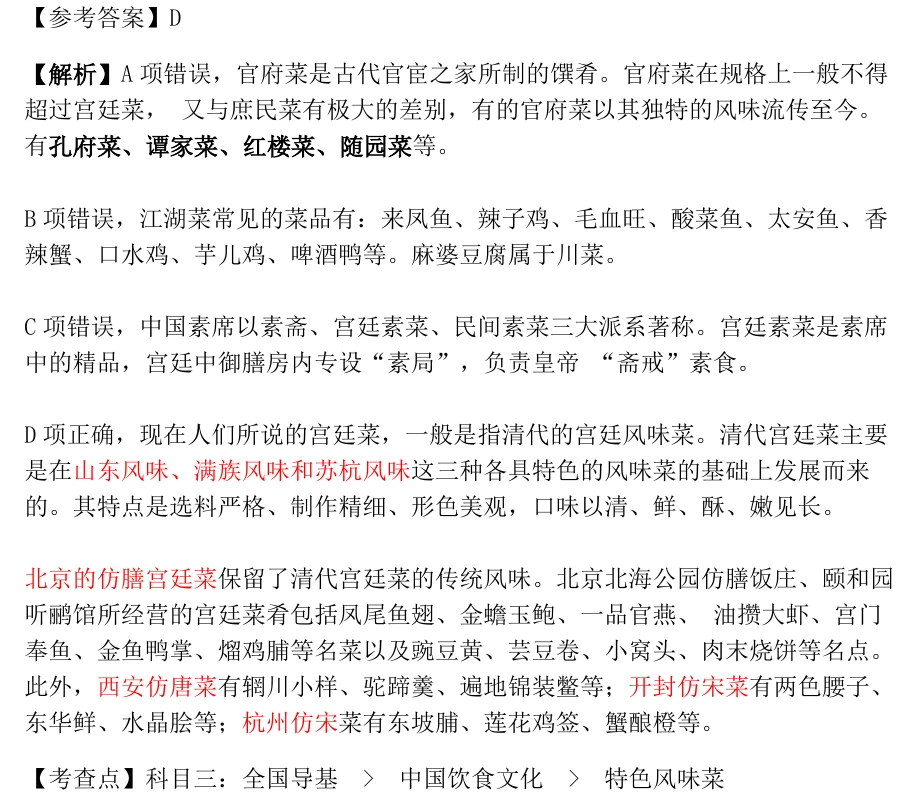 【参考答案】D
【解析】A 项错误，官府菜是古代官宦之家所制的馔肴。官府菜在规格上一般不得
超过宫廷菜， 又与庶民菜有极大的差别，有的官府菜以其独特的风味流传至今。
有孔府菜、谭家菜、红楼菜、随园菜等。
B 项错误，江湖菜常见的菜品有：来凤鱼、辣子鸡、毛血旺、酸菜鱼、太安鱼、香
辣蟹、口水鸡、芋儿鸡、啤酒鸭等。麻婆豆腐属于川菜。
C 项错误，中国素席以素斋、宫廷素菜、民间素菜三大派系著称。宫廷素菜是素席
中的精品，宫廷中御膳房内专设“素局”，负责皇帝 “斋戒”素食。
D 项正确，现在人们所说的宫廷菜，一般是指清代的宫廷风味菜。清代宫廷菜主要
是在山东风味、满族风味和苏杭风味这三种各具特色的风味菜的基础上发展而来
的。其特点是选料严格、制作精细、形色美观，口味以清、鲜、酥、嫩见长。
北京的仿膳宫廷菜保留了清代宫廷菜的传统风味。北京北海公园仿膳饭庄、颐和园
听鹂馆所经营的宫廷菜肴包括凤尾鱼翅、金蟾玉鲍、一品官燕、 油攒大虾、宫门
奉鱼、金鱼鸭掌、熘鸡脯等名菜以及豌豆黄、芸豆卷、小窝头、肉末烧饼等名点。
此外，西安仿唐菜有辋川小样、驼蹄羹、遍地锦装鳖等；开封仿宋菜有两色腰子、
东华鲜、水晶脍等；杭州仿宋菜有东坡脯、莲花鸡签、蟹酿橙等。
【考查点】科目三：全国导基 > 中国饮食文化 > 特色风味菜